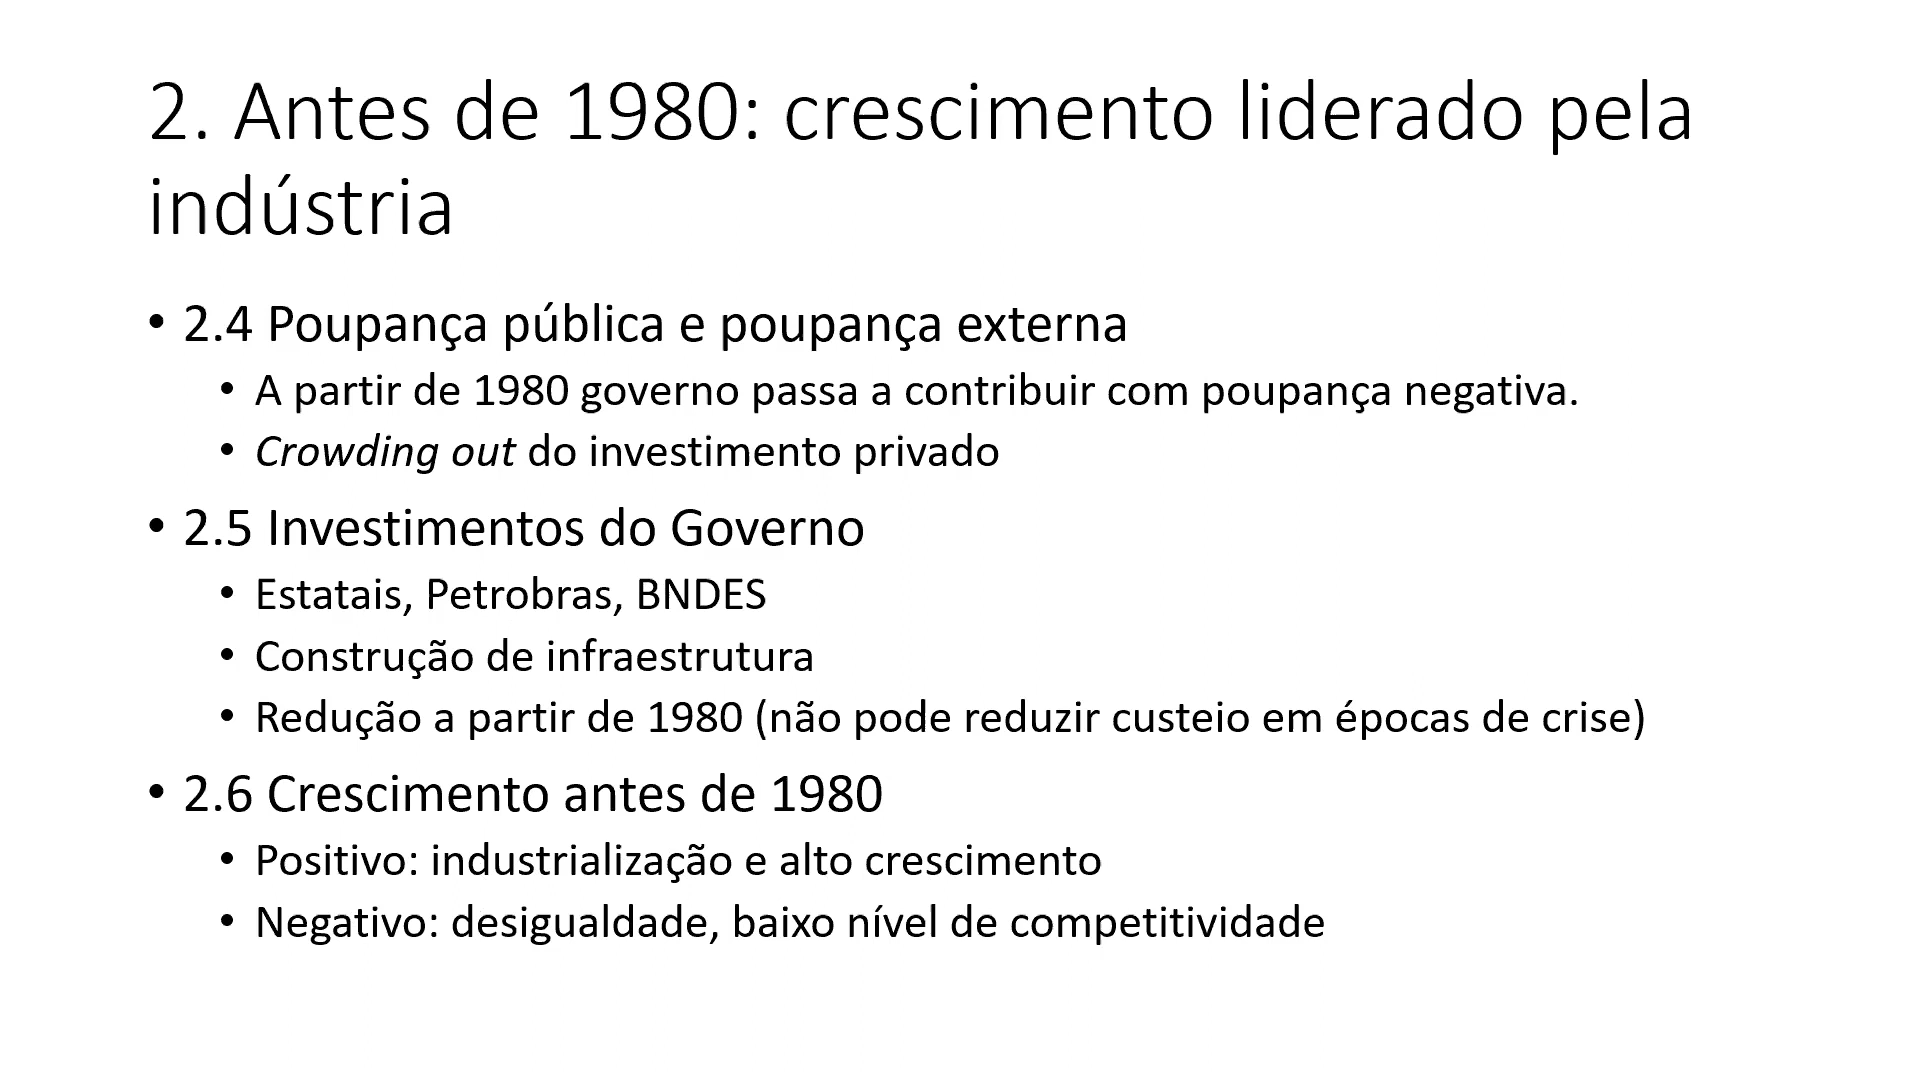 2. Antes de 1980: crescimento liderado pela
indústria
• 2.4 Poupança pública e poupança externa
• A partir de 1980 governo passa a contribuir com poupança negativa.
• Crowding out do investimento privado
• 2.5 Investimentos do Governo
• Estatais, Petrobras, BNDES
• Construção de infraestrutura
• Redução a partir de 1980 (não pode reduzir custeio em épocas de crise)
• 2.6 Crescimento antes de 1980
• Positivo: industrialização e alto crescimento
• Negativo: desigualdade, baixo nível de competitividade